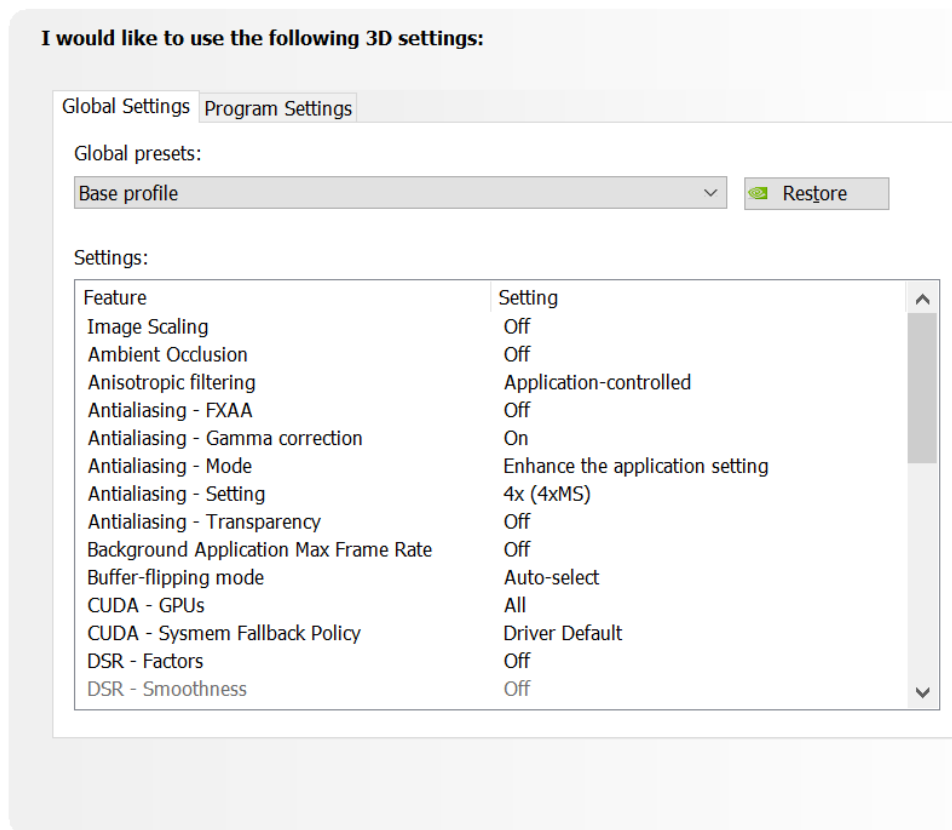 I would like to use the following 3D settings:
Global Settings Program Settings
Global presets:
Base profile Restore
Settings:
Feature Setting
Image Scaling Off
Ambient Occlusion Off
Anisotropic filtering Application-controlled
Antialiasing - FXAA Off
Antialiasing - Gamma correction On
Antialiasing - Mode Enhance the application setting
Antialiasing - Setting 4x (4xMS)
Antialiasing - Transparency Off
Background Application Max Frame Rate Off
Buffer-flipping mode Auto-select
CUDA - GPUs All
CUDA - Sysmem Fallback Policy Driver Default
DSR - Factors Off
DSR - Smoothness Off